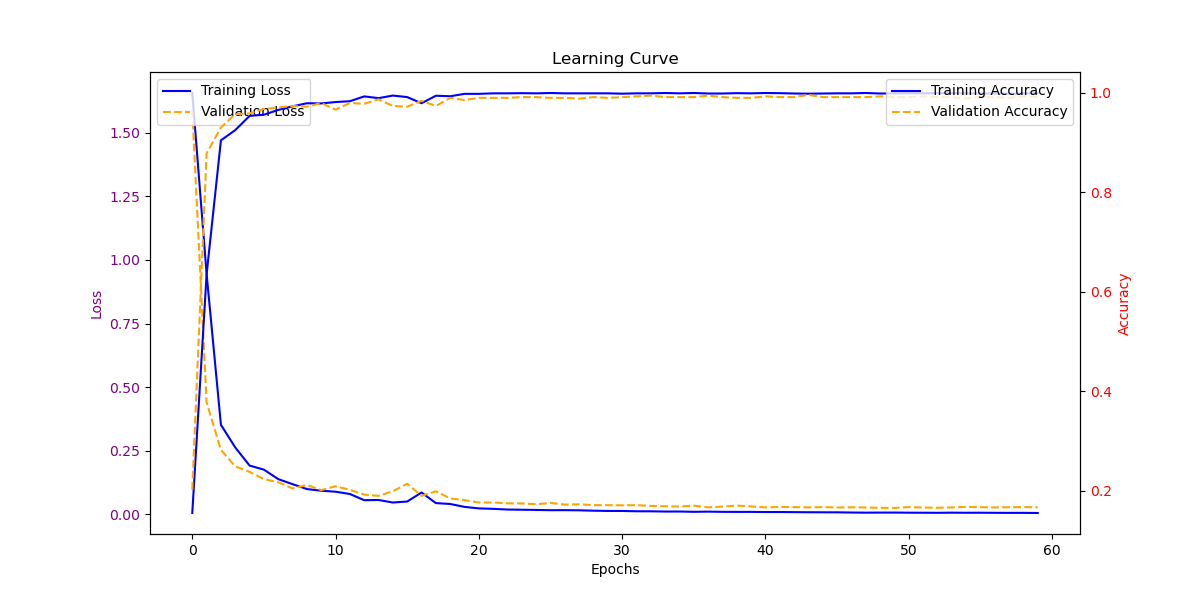 Learning Curve
Training Loss
Validation Loss
Training Accuracy
Validation Accuracy
1.50
1.25
1.00
0.75
0.50
0.25
0.00
Loss
1.0
0.8
0.6
0.4
0.2
Accuracy
0 10 20 30 40 50 60
Epochs